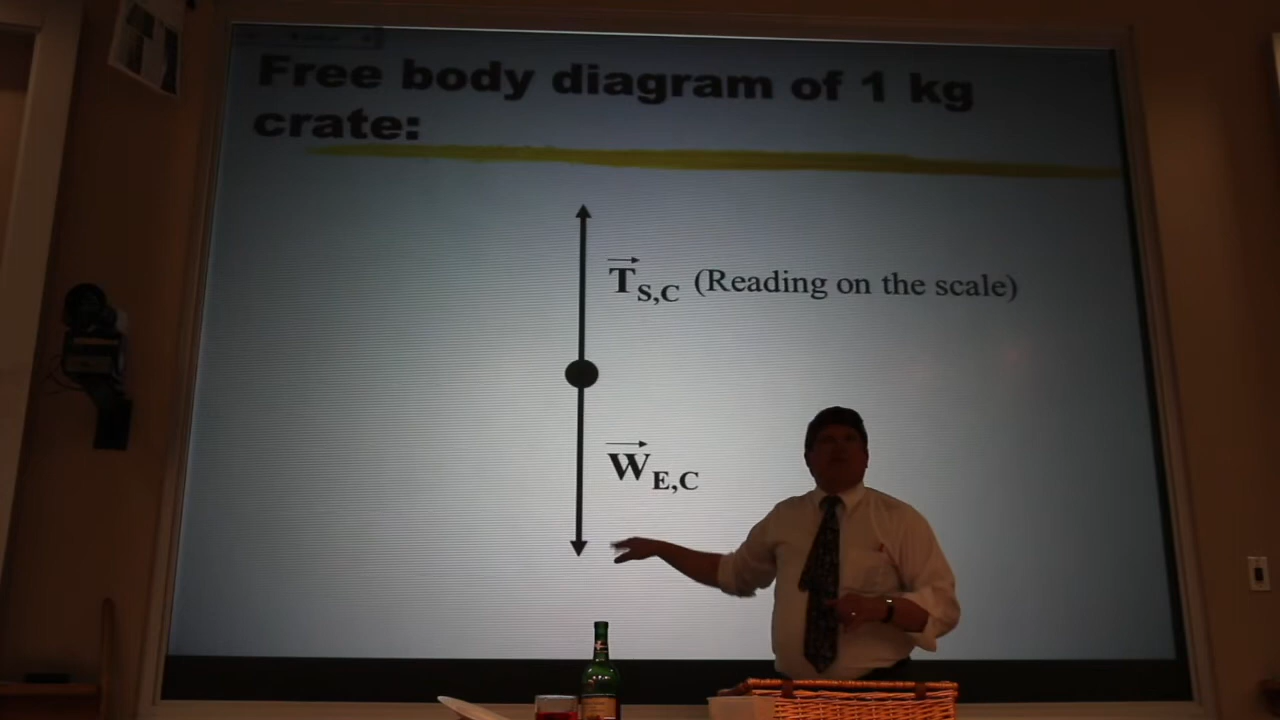 Free body diagram of 1 kg
crate:
T S,C (Reading on the scale)
W E,C